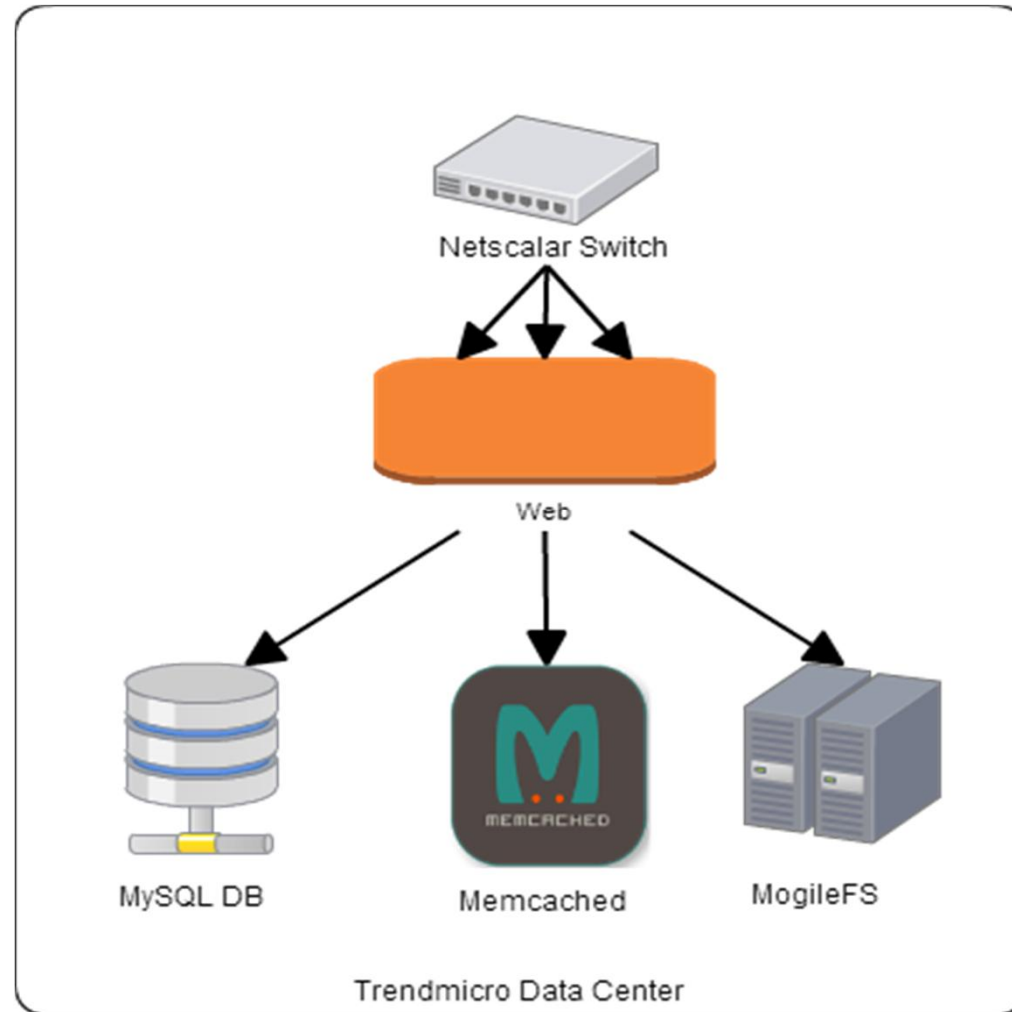 Netscalar Switch
Web
MEMCACHED
MySQL DB
Memcached
MogileFS
Trendmicro Data Center